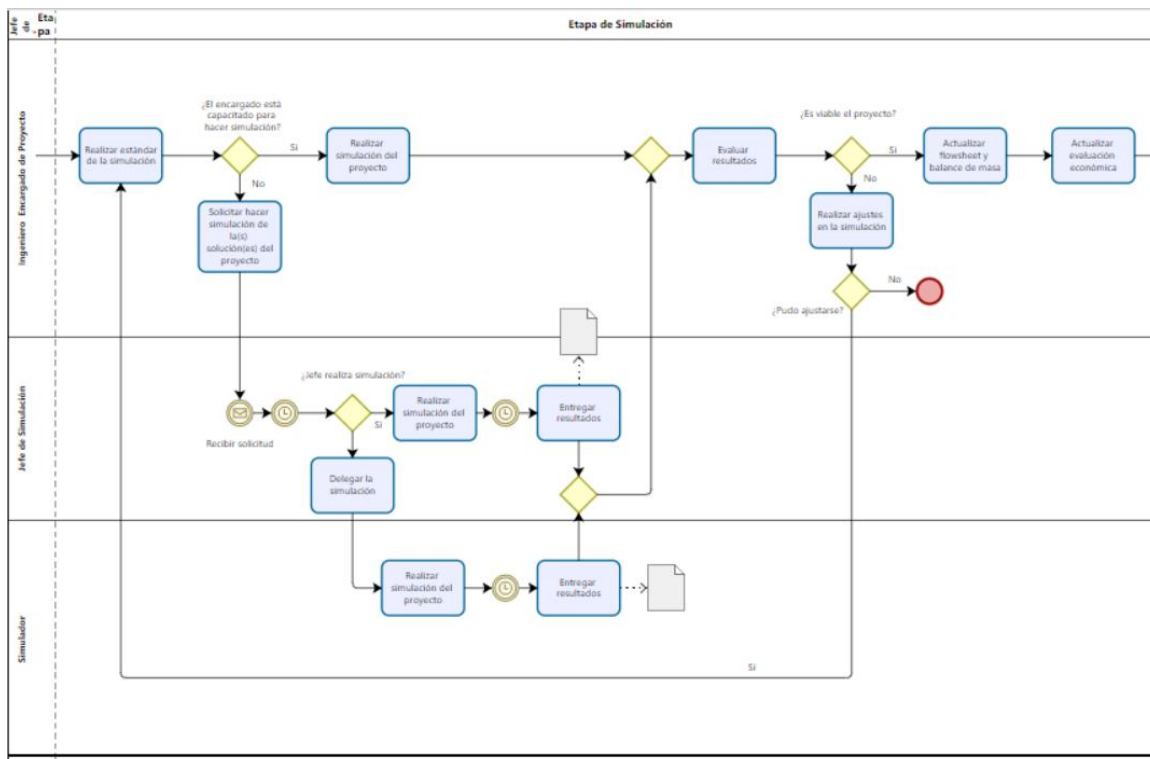 Jefe
de
Eta
pa
Etapa de Simulación
Ingeniero Encargado de Proyecto
¿El encargado está
capacitado para
hacer simulación?
¿Es viable el proyecto?
Realizar estándar
de la simulación
Si
Realizar
simulación del
proyecto
Evaluar
resultados
Si
Actualizar
flowsheet y
balance de masa
Actualizar
evaluación
económica
No
No
Solicitar hacer
simulación de
la(s)
solución(es) del
proyecto
Realizar ajustes
en la simulación
No
¿Pudo ajustarse?
Jefe de Simulación
¿Jefe realiza simulación?
Realizar
simulación del
proyecto
Entregar
resultados
Si
Recibir solicitud
Delegar la
simulación
Simulador
Realizar
simulación del
proyecto
Entregar
resultados
Si